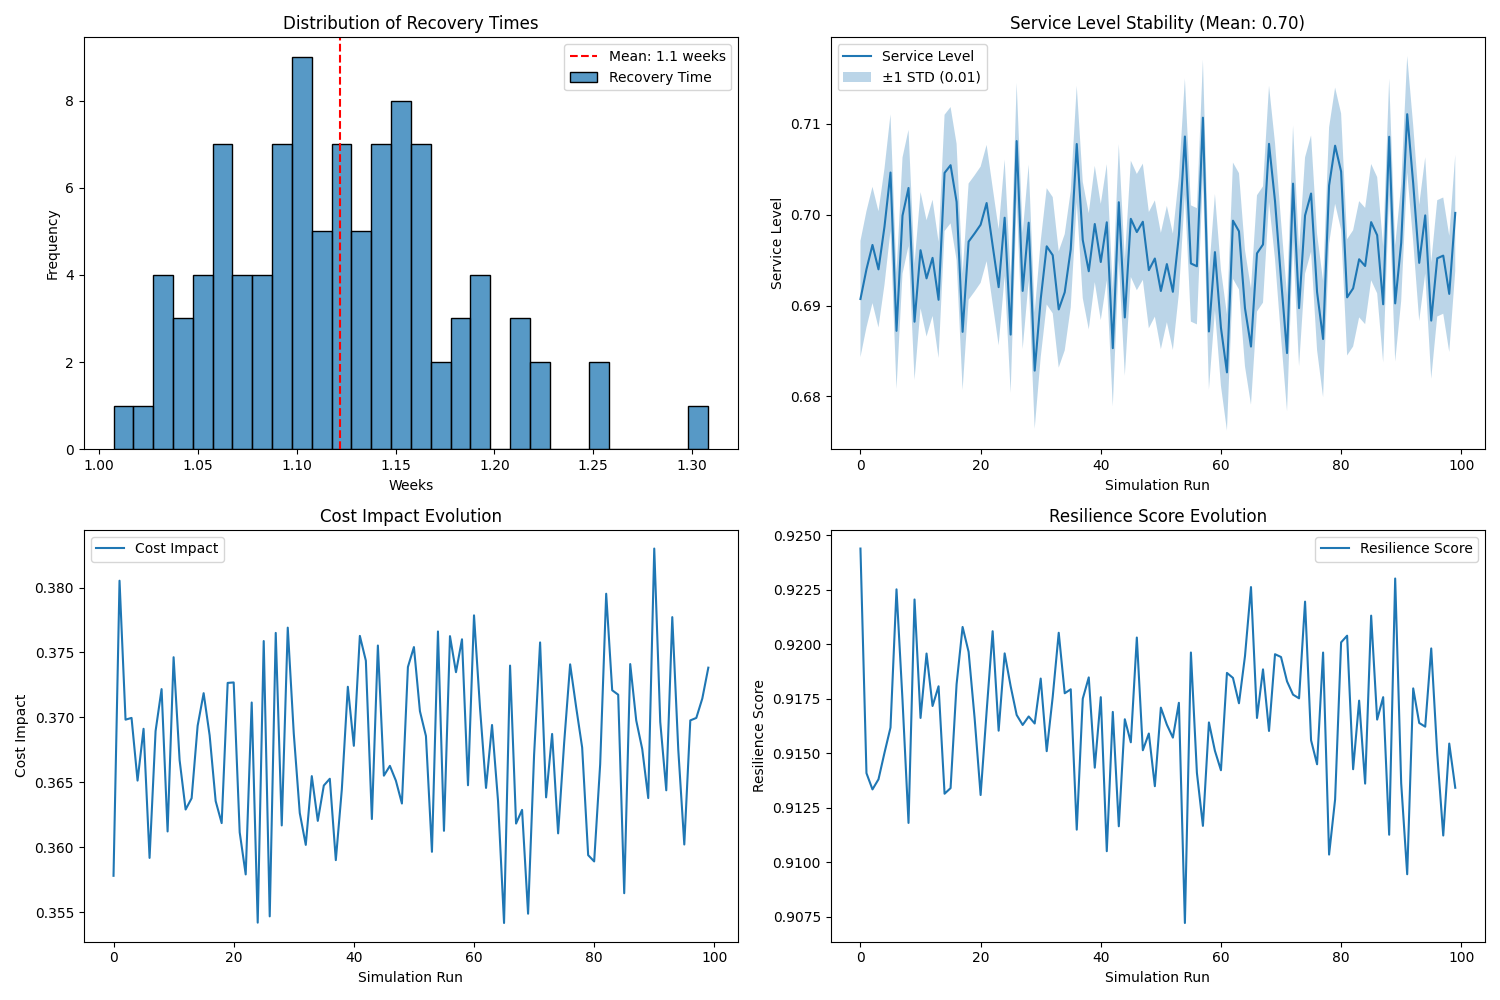 Distribution of Recovery Times
Mean: 1.1 weeks
Recovery Time
Frequency
8
6
4
2
0
1.00 1.05 1.10 1.15 1.20 1.25 1.30
Weeks
Service Level Stability (Mean: 0.70)
Service Level
±1 STD (0.01)
Service Level
0.71
0.70
0.69
0.68
0 20 40 60 80 100
Simulation Run
Cost Impact Evolution
Cost Impact
Cost Impact
0.380
0.375
0.370
0.365
0.360
0.355
0 20 40 60 80 100
Simulation Run
Resilience Score Evolution
Resilience Score
Resilience Score
0.9250
0.9225
0.9200
0.9175
0.9150
0.9125
0.9100
0.9075
0 20 40 60 80 100
Simulation Run